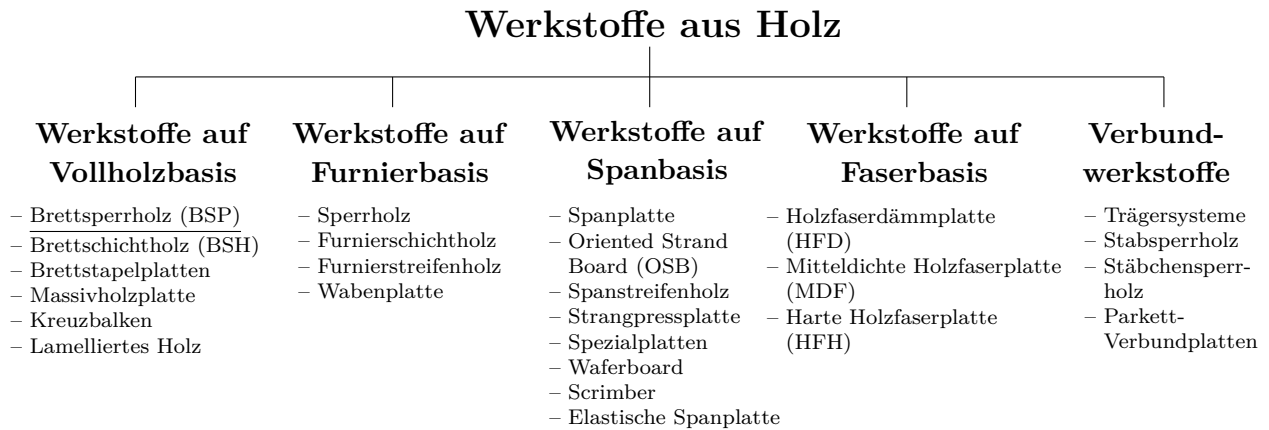 Werkstoffe aus Holz
Werkstoffe auf
Vollholzbasis
– Brettsperrholz (BSP)
– Brettschichtholz (BSH)
– Brettstapelplatten
– Massivholzplatte
– Kreuzbalken
– Lamelliertes Holz
Werkstoffe auf
Furnierbasis
– Sperrholz
– Furnierschichtholz
– Furnierstreifenholz
– Wabenplatte
Werkstoffe auf
Spanbasis
– Spanplatte
– Oriented Strand
Board (OSB)
– Spanstreifenholz
– Strangpressplatte
– Spezialplatten
– Waferboard
– Scrimber
– Elastische Spanplatte
Werkstoffe auf
Faserbasis
– Holzfaserdämmplatte
(HFD)
– Mitteldichte Holzfaserplatte
(MDF)
– Harte Holzfaserplatte
(HFH)
Verbund-
werkstoffe
– Trägersysteme
– Stabsperrholz
– Stäbchensperr-
holz
– Parkett-
Verbundplatten